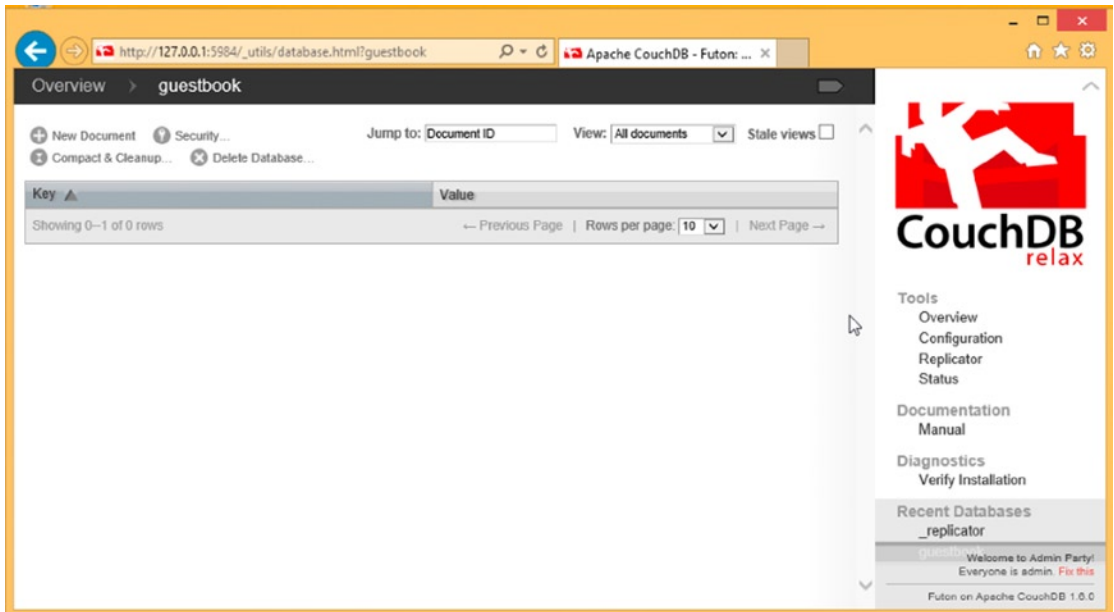 http://127.0.0.1:5984/_utils/database.html?guestbook
Apache CouchDB - Futon: ...
Overview
guestbook
New Document Security...
Compact & Cleanup... Delete Database...
Jump to: Document ID View: All documents Stale views
Key Value
Showing 0–1 of 0 rows ← Previous Page | Rows per page: 10 | Next Page →
CouchDB
relax
Tools
Overview
Configuration
Replicator
Status
Documentation
Manual
Diagnostics
Verify Installation
Recent Databases
_replicator
guestbook
Welcome to Admin Party!
Everyone is admin. Fix this
Futon on Apache CouchDB 1.6.0